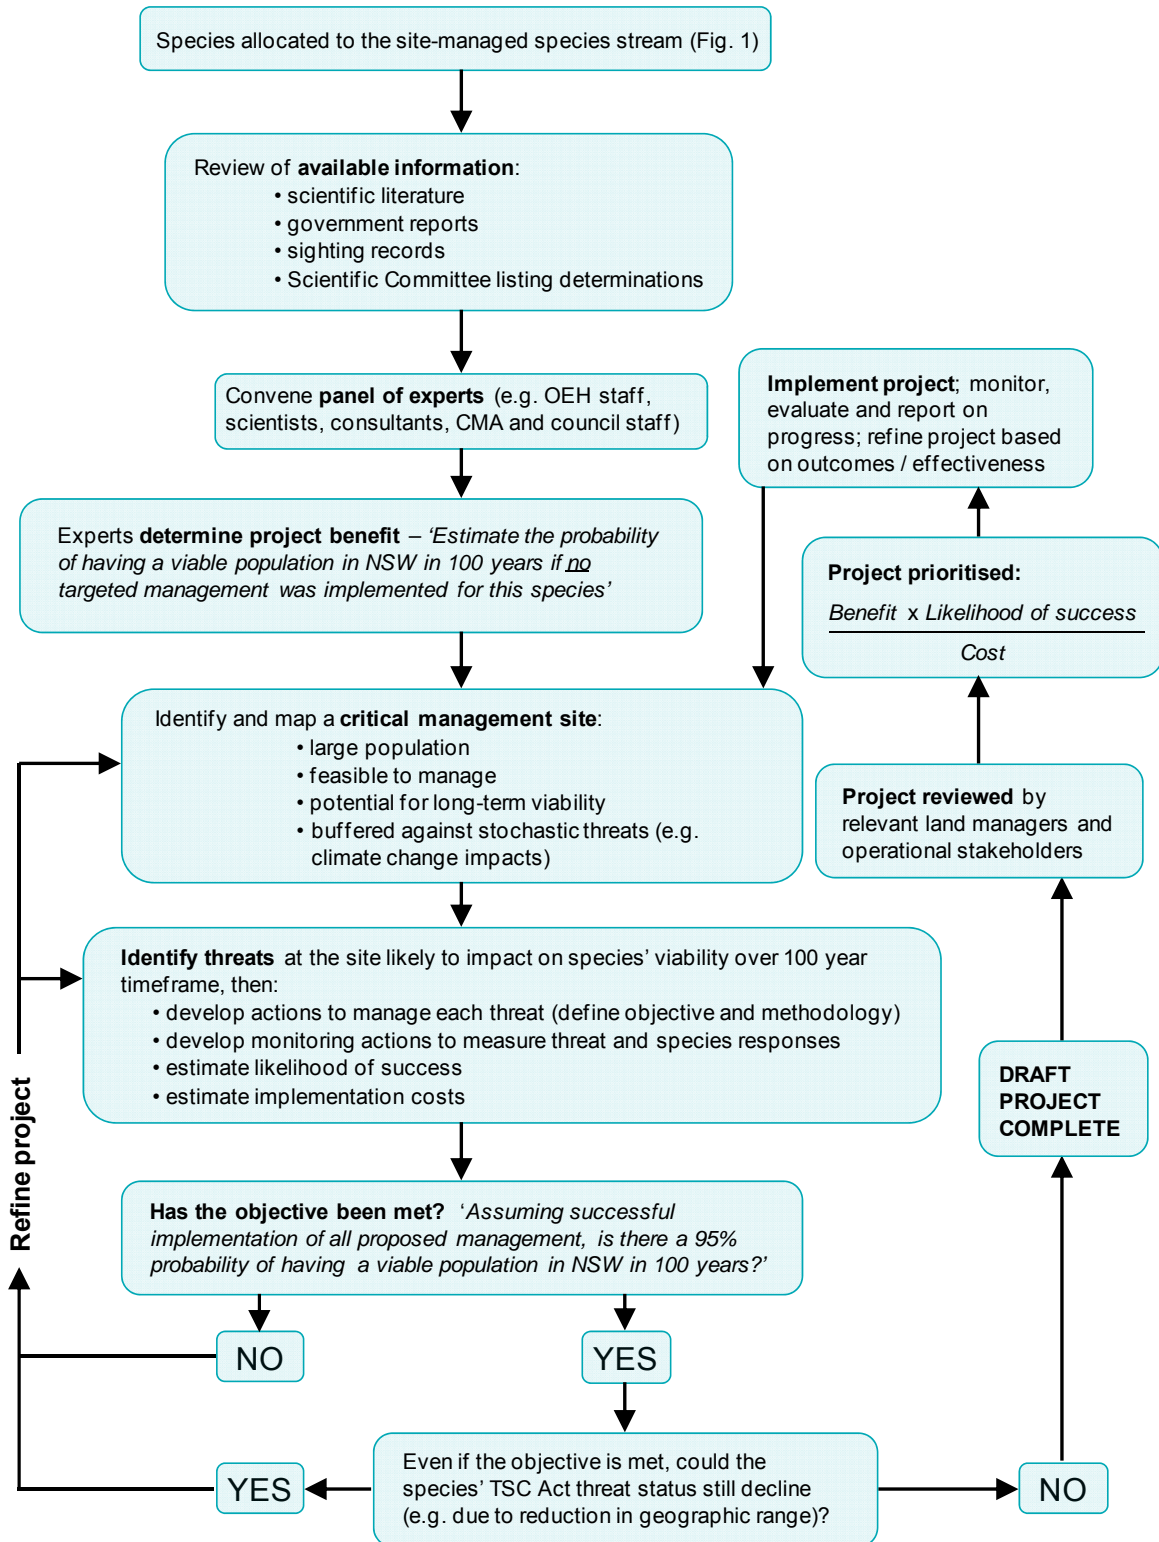 Species allocated to the site-managed species stream (Fig. 1)
Review of available information:
• scientific literature
• government reports
• sighting records
• Scientific Committee listing determinations
Convene panel of experts (e.g. OEH staff,
scientists, consultants, CMA and council staff)
Experts determine project benefit – ‘Estimate the probability
of having a viable population in NSW in 100 years if no
targeted management was implemented for this species’
Identify and map a critical management site:
• large population
• feasible to manage
• potential for long-term viability
• buffered against stochastic threats (e.g.
climate change impacts)
Identify threats at the site likely to impact on species’ viability over 100 year
timeframe, then:
• develop actions to manage each threat (define objective and methodology)
• develop monitoring actions to measure threat and species responses
• estimate likelihood of success
• estimate implementation costs
Has the objective been met? ‘Assuming successful
implementation of all proposed management, is there a 95%
probability of having a viable population in NSW in 100 years?’
NO
YES
Even if the objective is met, could the
species’ TSC Act threat status still decline
(e.g. due to reduction in geographic range)?
YES
NO
Refine project
DRAFT
PROJECT
COMPLETE
Project reviewed by
relevant land managers and
operational stakeholders
Project prioritised:
Benefit x Likelihood of success
Cost
Implement project; monitor,
evaluate and report on
progress; refine project based
on outcomes / effectiveness